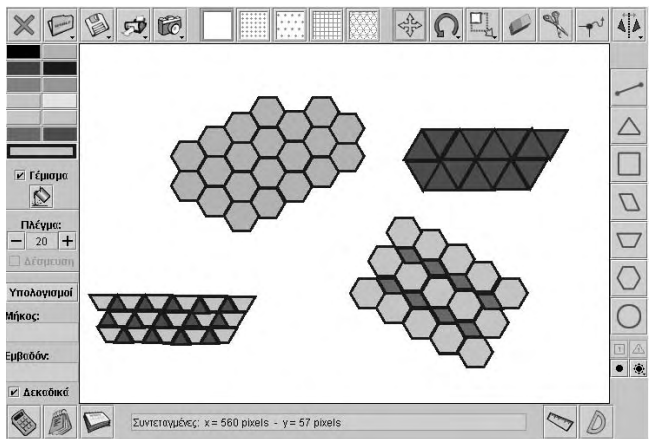 Γέμισμα
Πλέγμα:
20
Δέσμευση
Υπολογισμοί
Μήκος:
Εμβαδόν:
Δεκαδικά
Συντεταγμένες: x = 560 pixels - y = 57 pixels